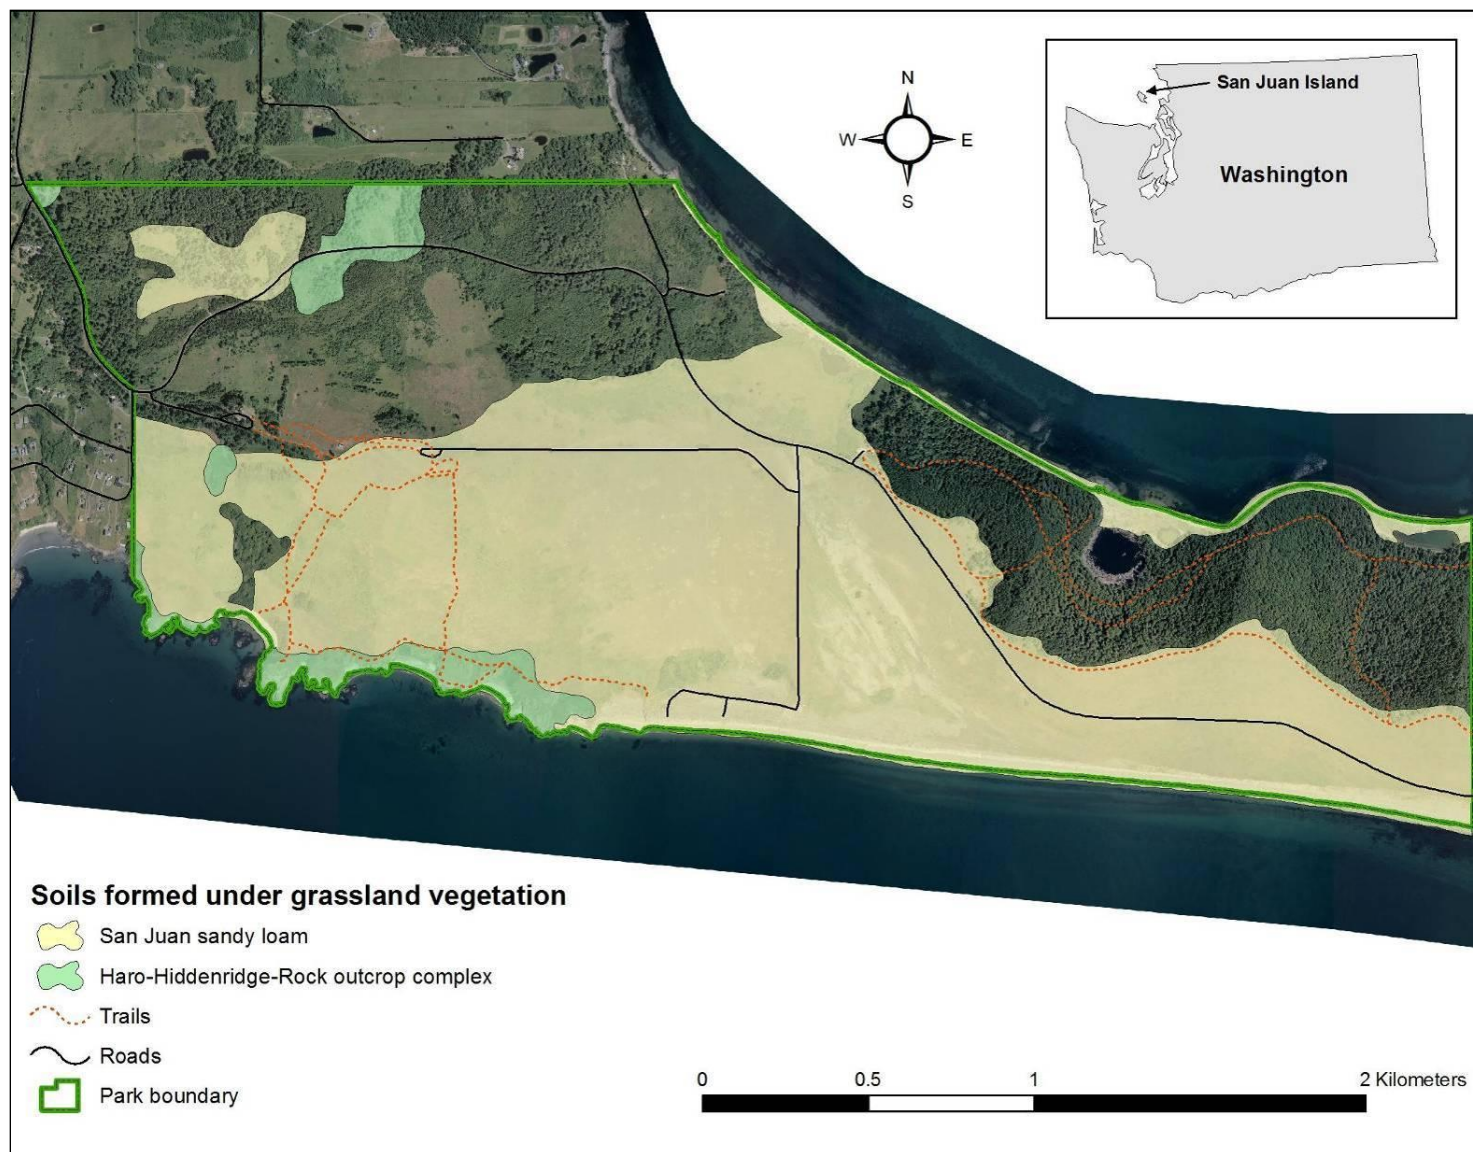 N
W E
S
San Juan Island
Washington
Soils formed under grassland vegetation
San Juan sandy loam
Haro-Hiddenridge-Rock outcrop complex
Trails
Roads
Park boundary
0 0.5 1 2 Kilometers